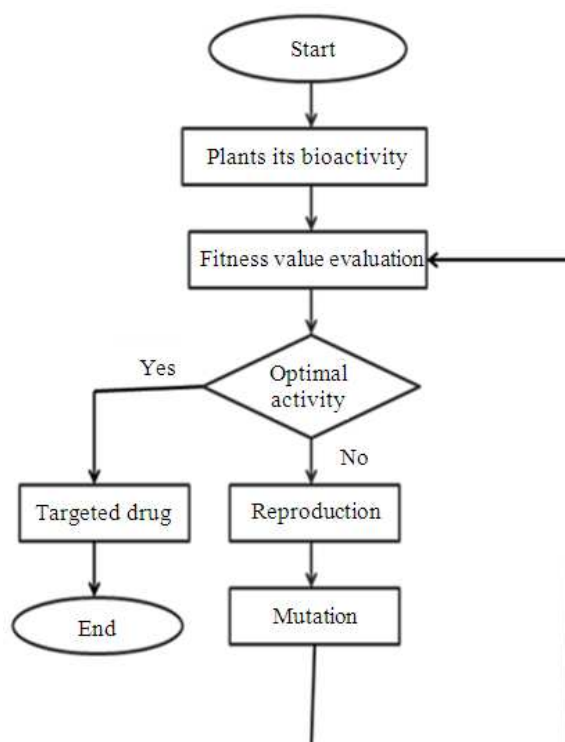 Start
Plants its bioactivity
Fitness value evaluation
Yes
Optimal
activity
No
Targeted drug
Reproduction
End
Mutation